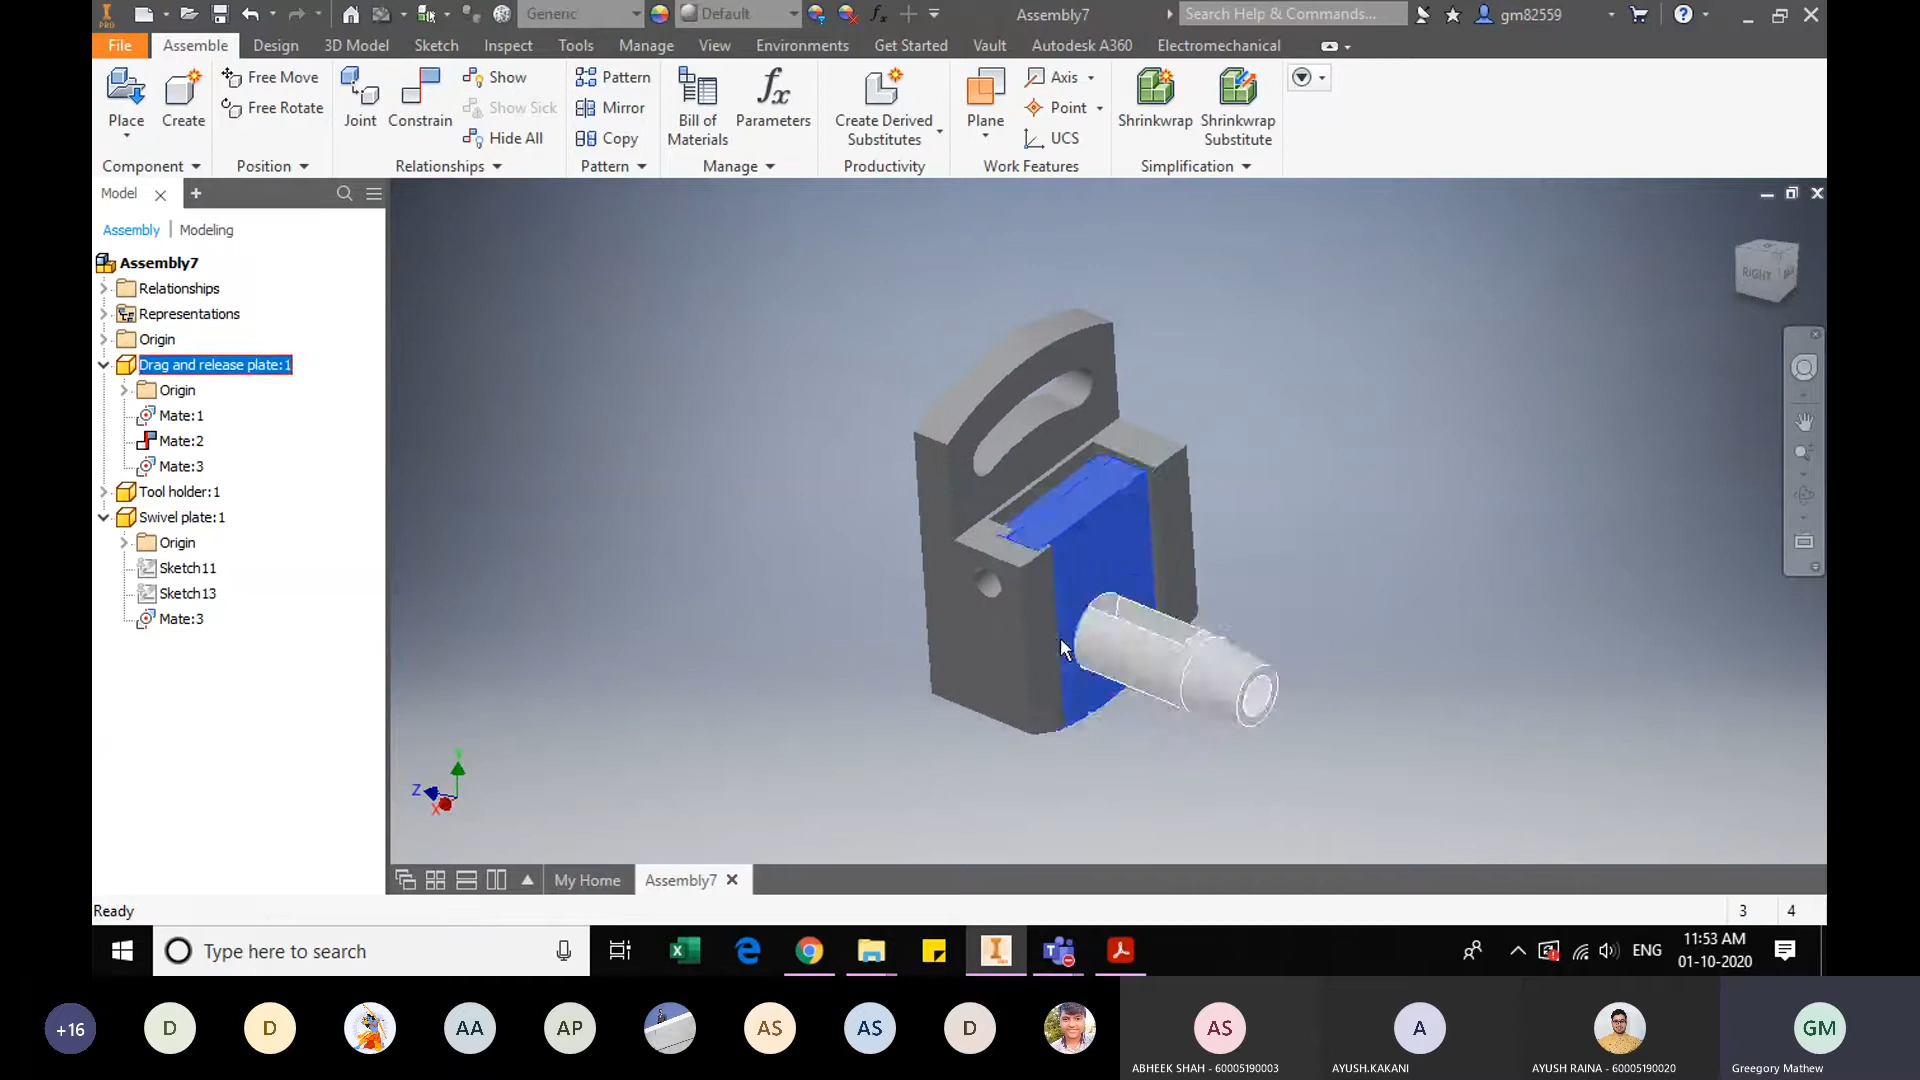 Generic
Default
Assembly7
Search Help & Commands...
gm82559
PRO
File
Assemble
Design
3D Model
Sketch
Inspect
Tools
Manage
View
Environments
Get Started
Vault
Autodesk A360
Electromechanical
Place
Create
Free Move
Free Rotate
Joint
Constrain
Show
Show Sick
Hide All
Pattern
Mirror
Copy
Bill of
Materials
Parameters
Create Derived
Substitutes
Plane
Axis
Point
UCS
Shrinkwrap
Shrinkwrap
Substitute
Component
Position
Relationships
Pattern
Manage
Productivity
Work Features
Simplification
Model
Assembly
Modeling
Assembly7
Relationships
Representations
Origin
Drag and release plate:1
Origin
Mate:1
Mate:2
Mate:3
Tool holder:1
Swivel plate:1
Origin
Sketch11
Sketch13
Mate:3
RIGHT
Y
Z
X
My Home
Assembly7
Ready
3
4
Type here to search
ENG
11:53 AM
01-10-2020
+16
D
D
AA
AP
AS
AS
D
AS
A
GM
ABHEEK SHAH - 60005190003
AYUSH.KAKANI
AYUSH RAINA - 60005190020
Greegory Mathew